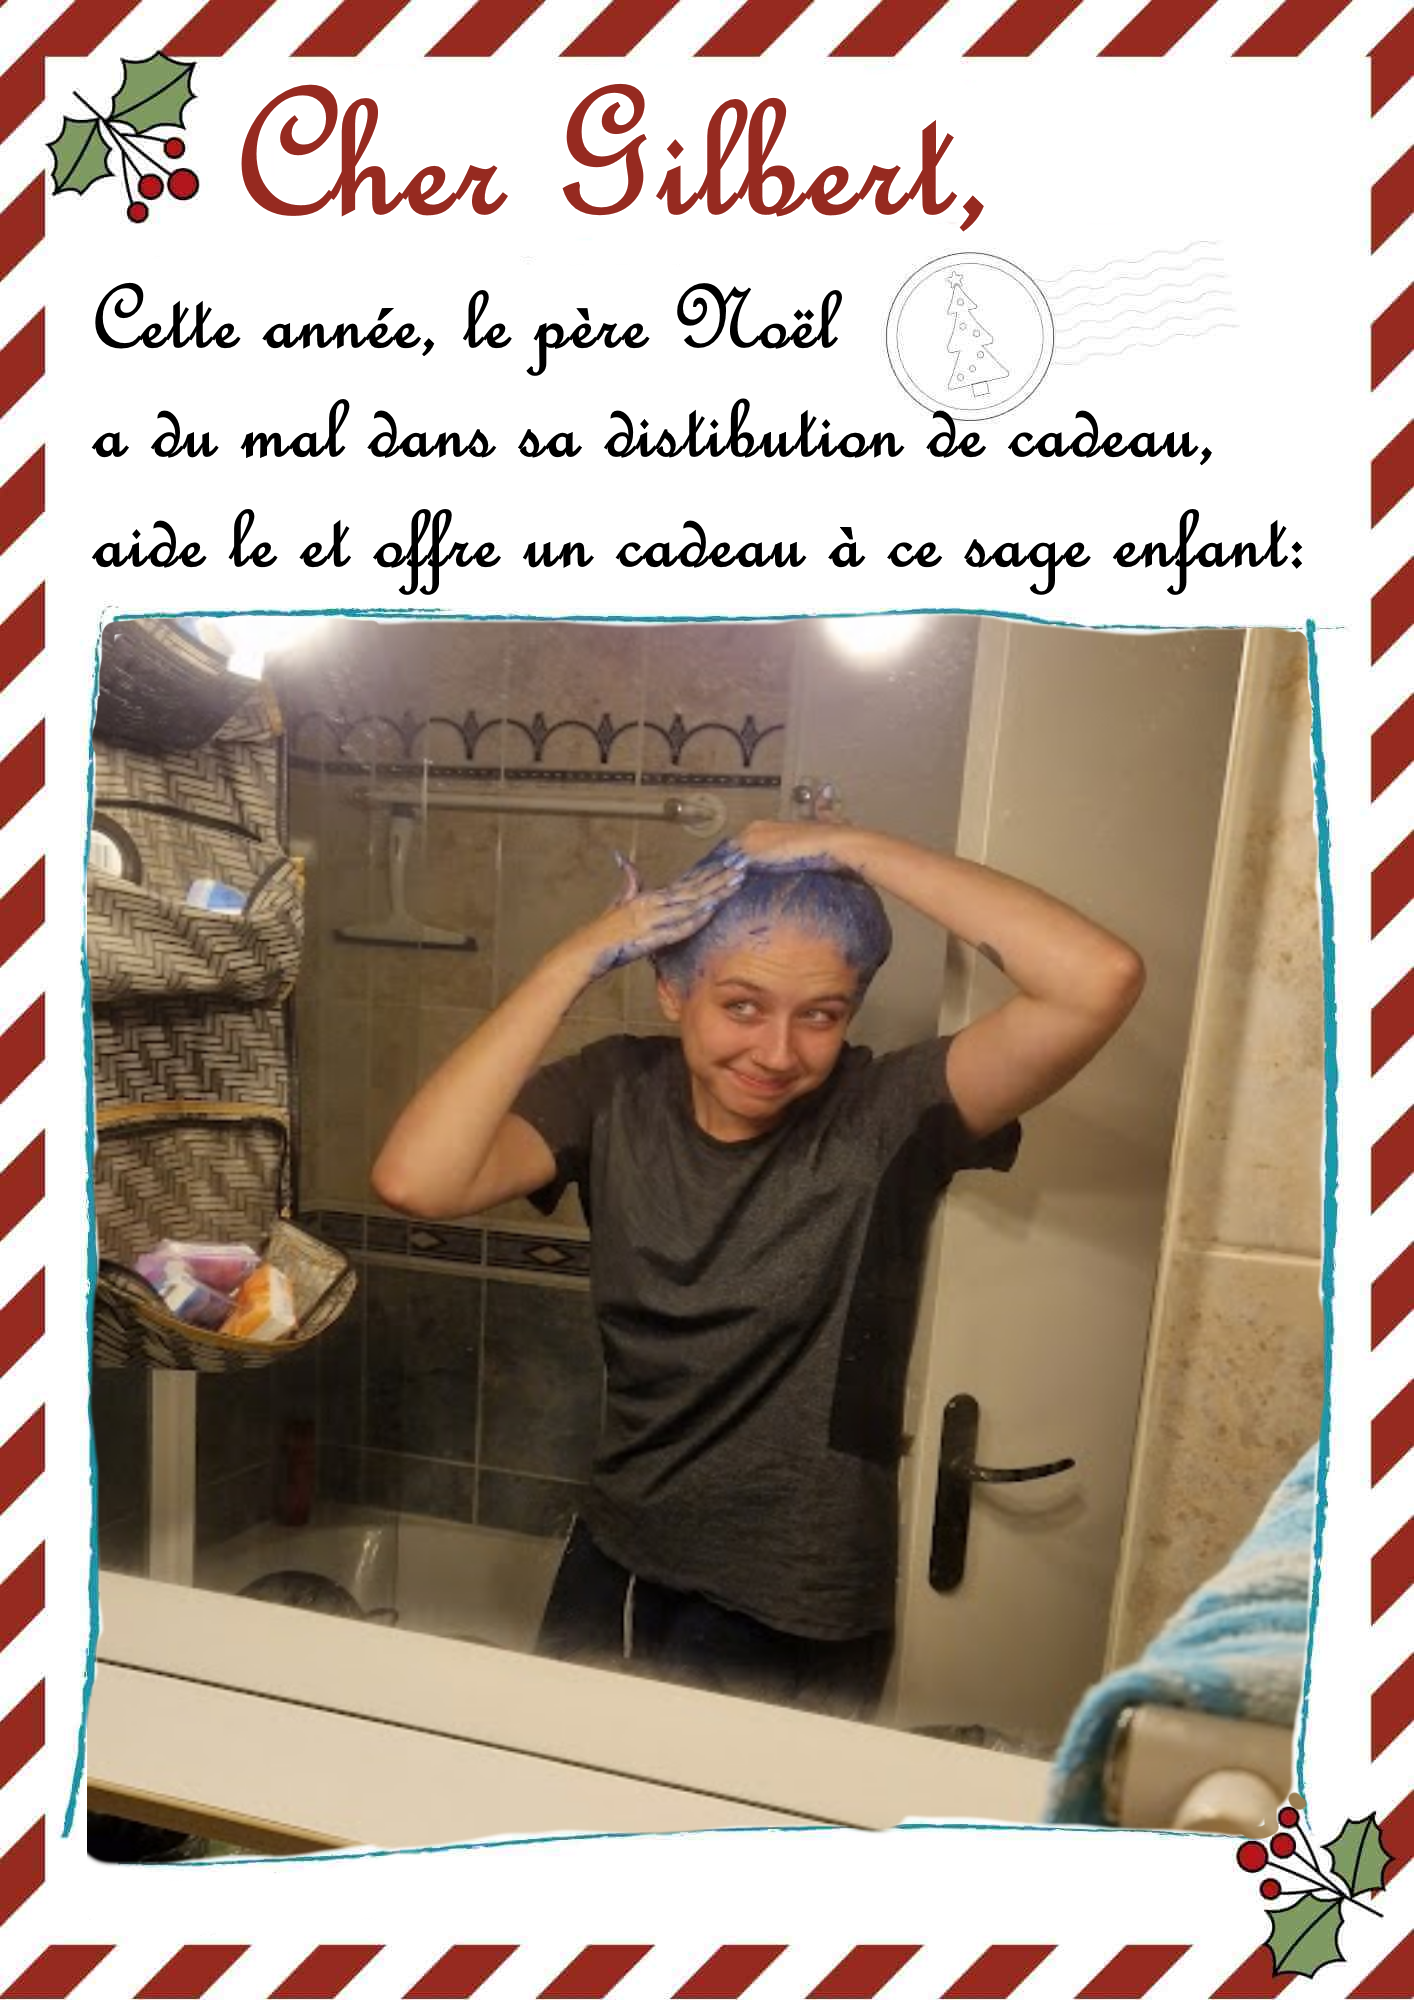 Cher Gilbert,
Cette année, le père Noël
a du mal dans sa distibution de cadeau,
aide le et offre un cadeau à ce sage enfant: